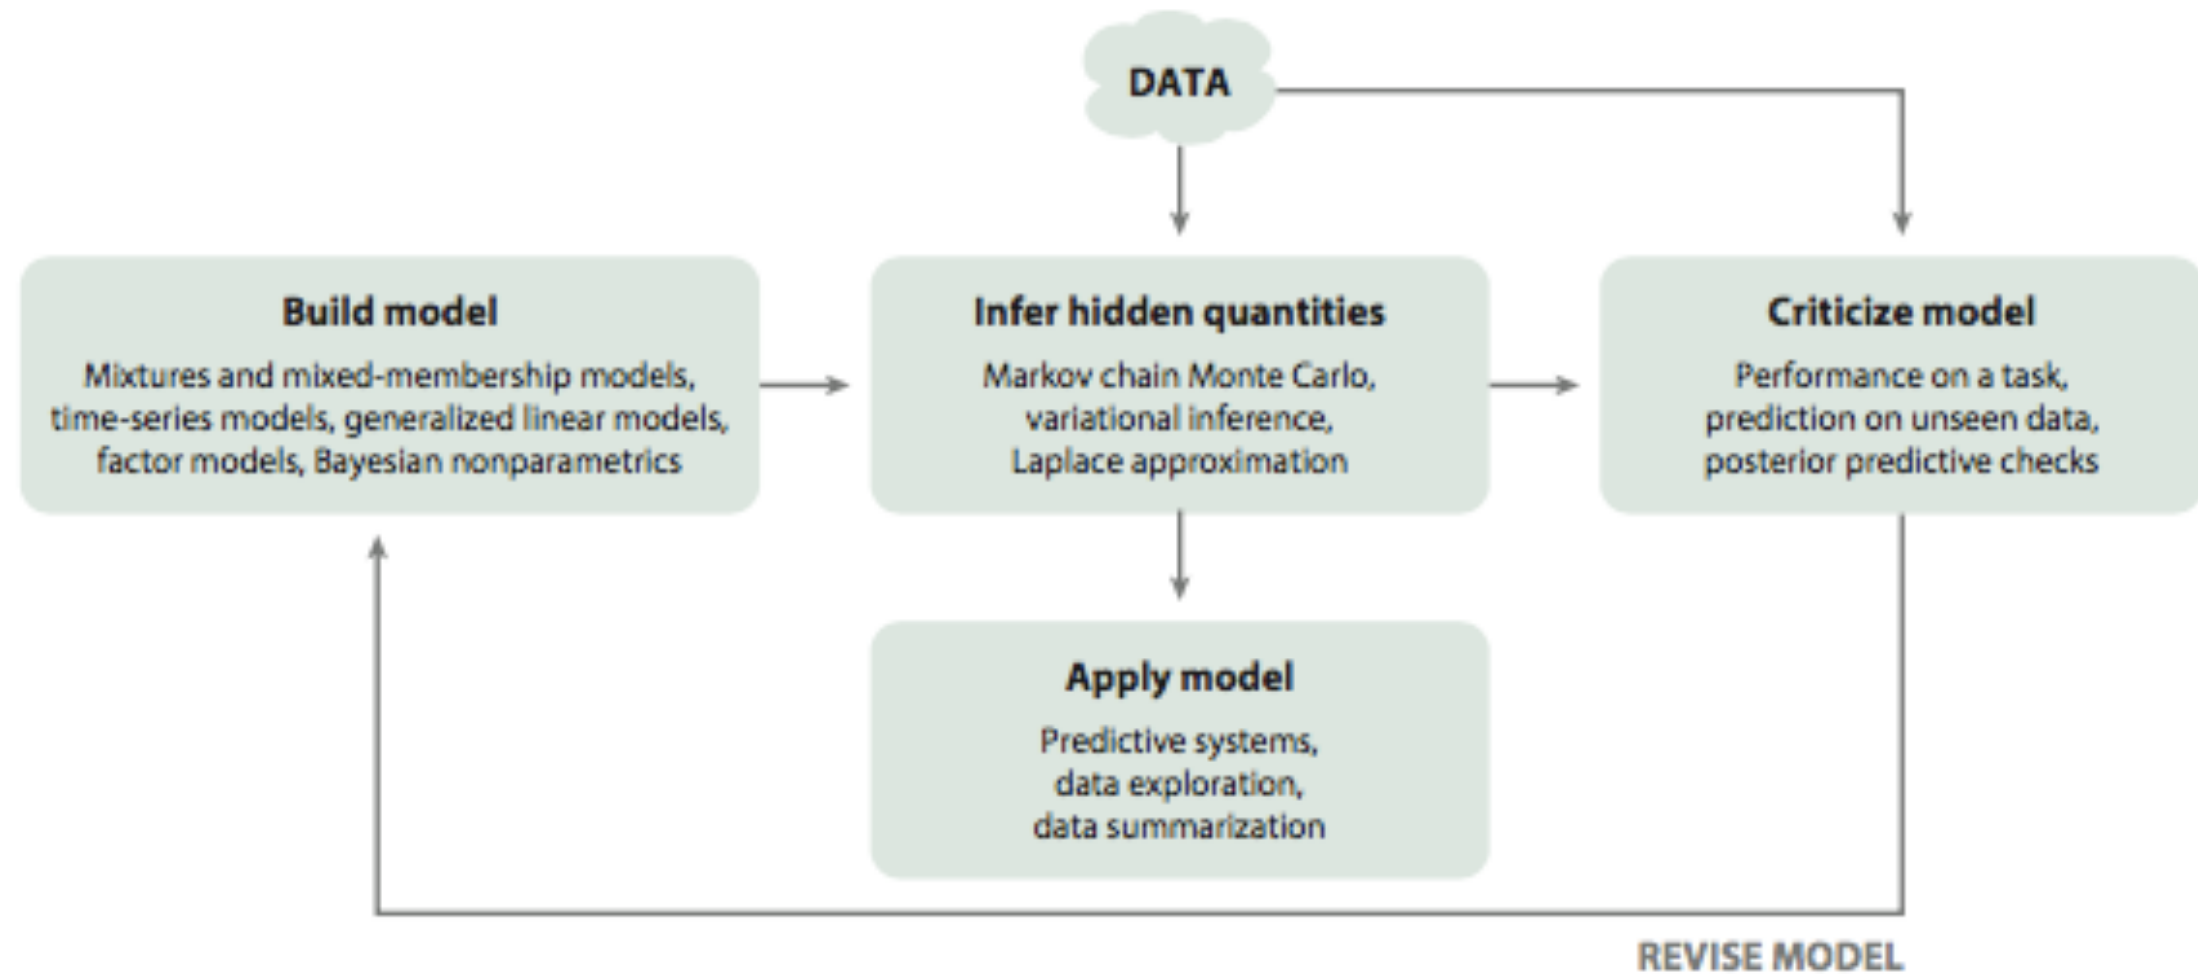 DATA
Build model
Mixtures and mixed-membership models,
time-series models, generalized linear models,
factor models, Bayesian nonparametrics
Infer hidden quantities
Markov chain Monte Carlo,
variational inference,
Laplace approximation
Criticize model
Performance on a task,
prediction on unseen data,
posterior predictive checks
Apply model
Predictive systems,
data exploration,
data summarization
REVISE MODEL